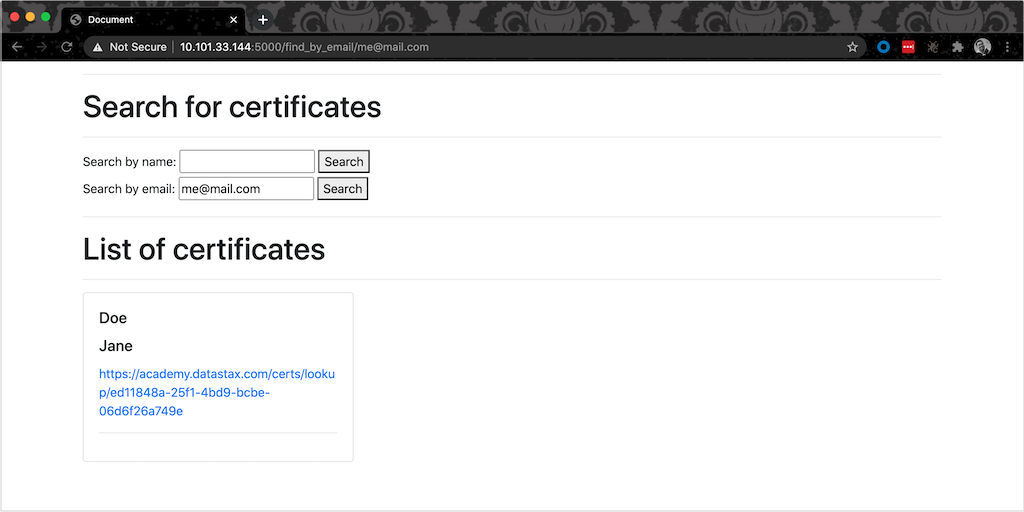 Document
Not Secure | 10.101.33.144:5000/find_by_email/me@mail.com
Search for certificates
Search by name: Search
Search by email: me@mail.com Search
List of certificates
Doe
Jane
https://academy.datastax.com/certs/looku
p/ed11848a-25f1-4bd9-bcbe-
06d6f26a749e